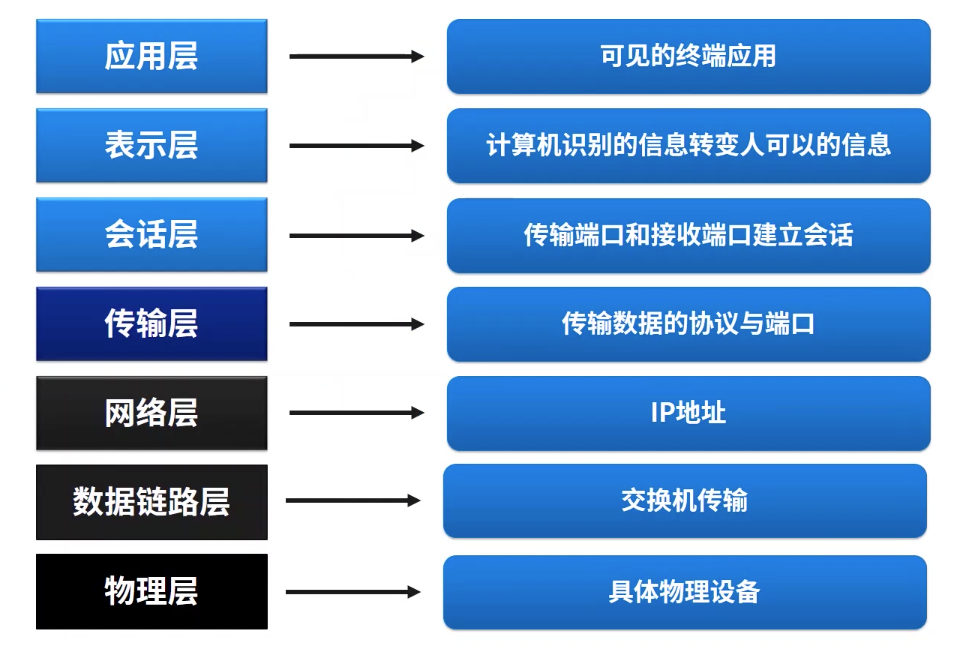 应用层
可见的终端应用
表示层
计算机识别的信息转变人可以的信息
会话层
传输端口和接收端口建立会话
传输层
传输数据的协议与端口
网络层
IP地址
数据链路层
交换机传输
物理层
具体物理设备